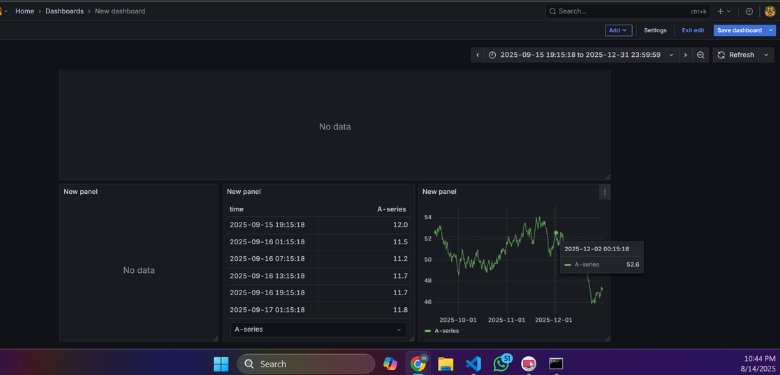 Home > Dashboards > New dashboard
Search... ctrl+k
Add Settings Exit edit Save dashboard
2025-09-15 19:15:18 to 2025-12-31 23:59:59 Refresh
No data
New panel
No data
New panel
time A-series
2025-09-15 19:15:18 12.0
2025-09-16 01:15:18 11.5
2025-09-16 07:15:18 11.2
2025-09-16 13:15:18 11.7
2025-09-16 19:15:18 11.7
2025-09-17 01:15:18 11.8
A-series
New panel
54
52
50
48
46
2025-12-02 00:15:18
A-series 52.6
2025-10-01 2025-11-01 2025-12-01
A-series
Search
51
10:44 PM
8/14/2025